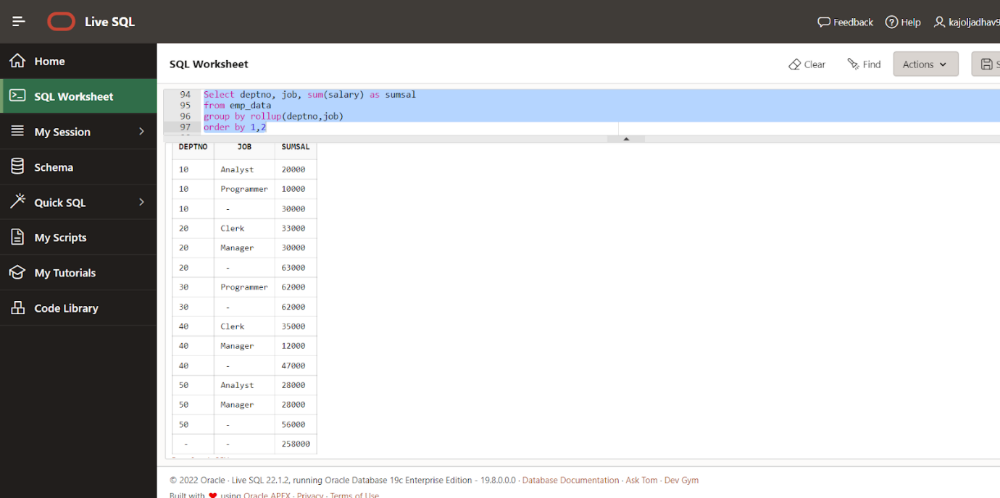 Live SQL
Feedback
Help
kajoljadhav9
Home
SQL Worksheet
My Session
Schema
Quick SQL
My Scripts
My Tutorials
Code Library
SQL Worksheet
Clear
Find
Actions
S
94 Select deptno, job, sum(salary) as sumsal
95 from emp_data
96 group by rollup(deptno,job)
97 order by 1,2
DEPTNO JOB SUMSAL
10 Analyst 20000
10 Programmer 10000
10 - 30000
20 Clerk 33000
20 Manager 30000
20 - 63000
30 Programmer 62000
30 - 62000
40 Clerk 35000
40 Manager 12000
40 - 47000
50 Analyst 28000
50 Manager 28000
50 - 56000
- - 258000
© 2022 Oracle · Live SQL 22.1.2, running Oracle Database 19c Enterprise Edition - 19.8.0.0.0 · Database Documentation · Ask Tom · Dev Gym
Built with ❤ using Oracle APEX · Privacy · Terms of Use